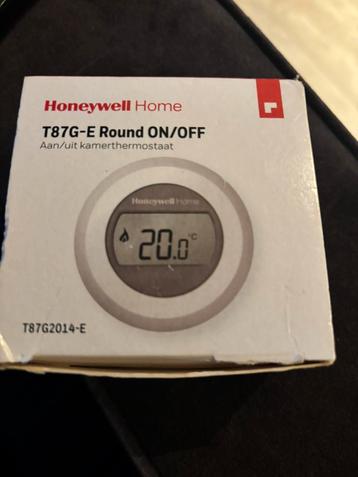 Honeywell Home
T87G-E Round ON/OFF
Aan/uit kamerthermostaat
Honeywell Home
20.0 °C
T87G2014-E